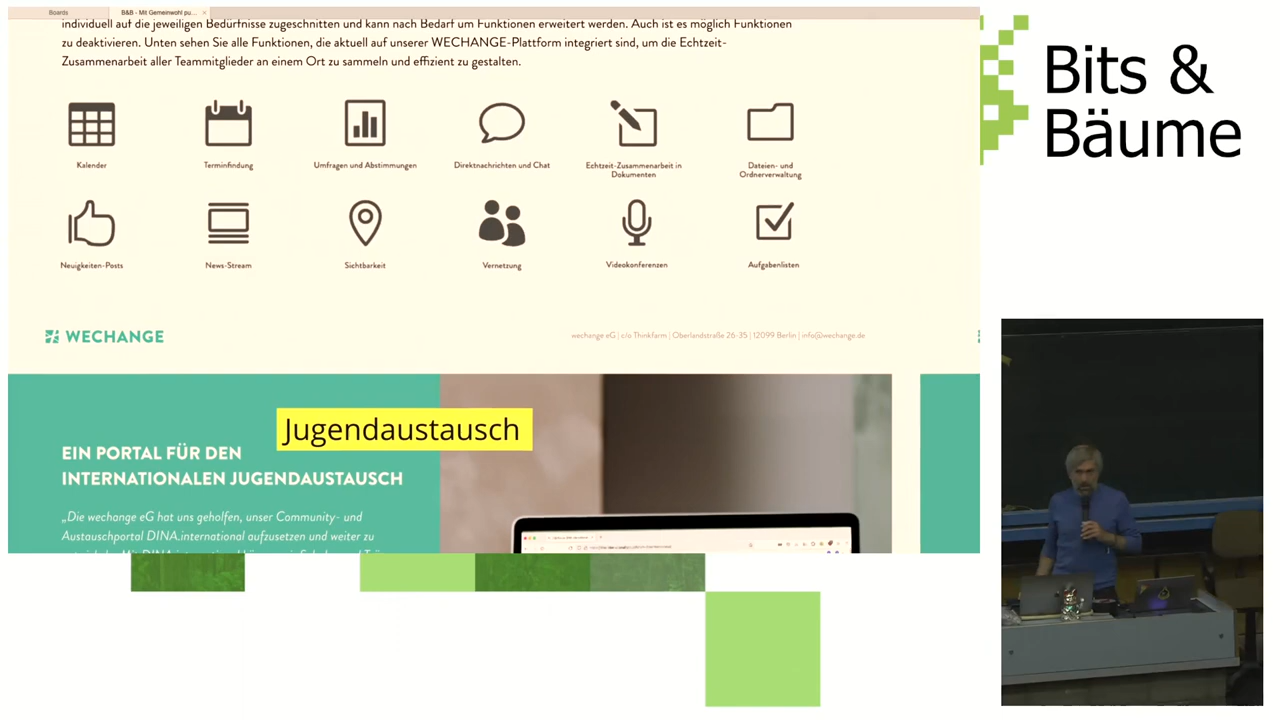 Boards
B&B - Mit Gemeinwohl pu...
individuell auf die jeweiligen Bedürfnisse zugeschnitten und kann nach Bedarf um Funktionen erweitert werden. Auch ist es möglich Funktionen
zu deaktivieren. Unten sehen Sie alle Funktionen, die aktuell auf unserer WECHANGE-Plattform integriert sind, um die Echtzeit-
Zusammenarbeit aller Teammitglieder an einem Ort zu sammeln und effizient zu gestalten.
Kalender
Terminfindung
Umfragen und Abstimmungen
Direktnachrichten und Chat
Echtzeit-Zusammenarbeit in
Dokumenten
Dateien- und
Ordnerverwaltung
Neuigkeiten-Posts
News-Stream
Sichtbarkeit
Vernetzung
Videokonferenzen
Aufgabenlisten
WECHANGE
wechange eG | c/o Thinkfarm | Oberlandstraße 26-35 | 12099 Berlin | info@wechange.de
Jugendaustausch
EIN PORTAL FÜR DEN
INTERNATIONALEN JUGENDAUSTAUSCH
„Die wechange eG hat uns geholfen, unser Community- und
Austauschportal DINA.international aufzusetzen und weiter zu
Bits &
Bäume